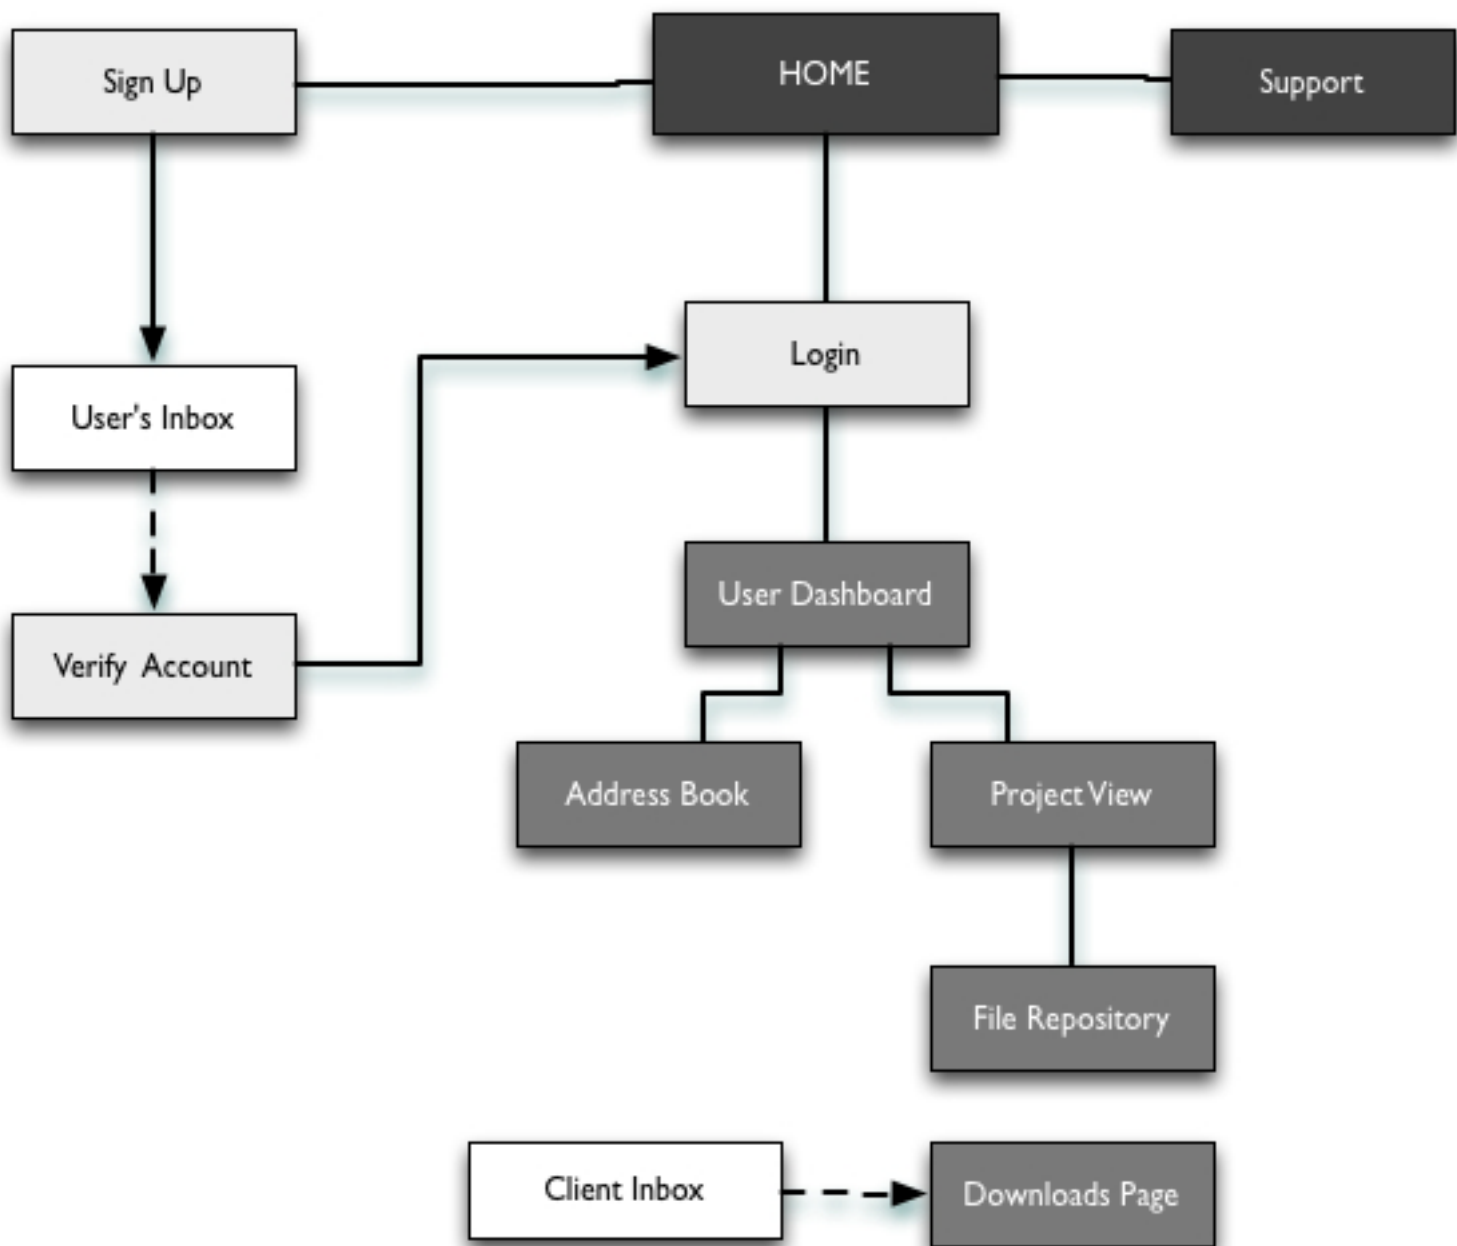 Sign Up
HOME
Support
Login
User's Inbox
User Dashboard
Verify Account
Address Book
Project View
File Repository
Client Inbox
Downloads Page